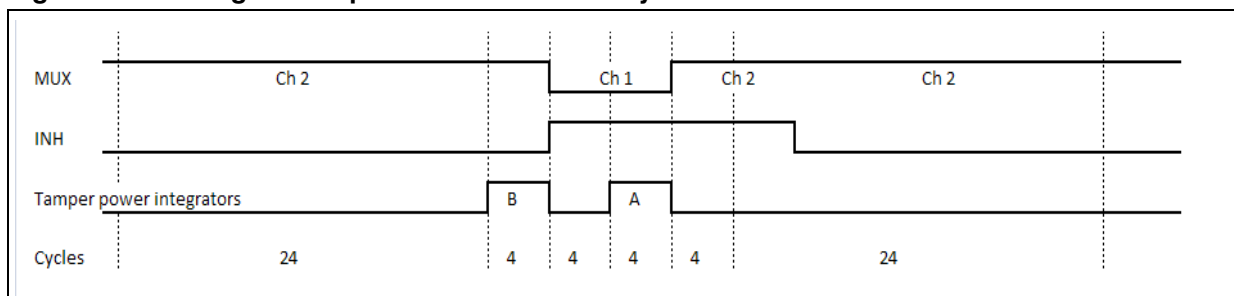 MUX Ch 2 Ch 1 Ch 2 Ch 2
INH
Tamper power integrators B A
Cycles 24 4 4 4 4 24